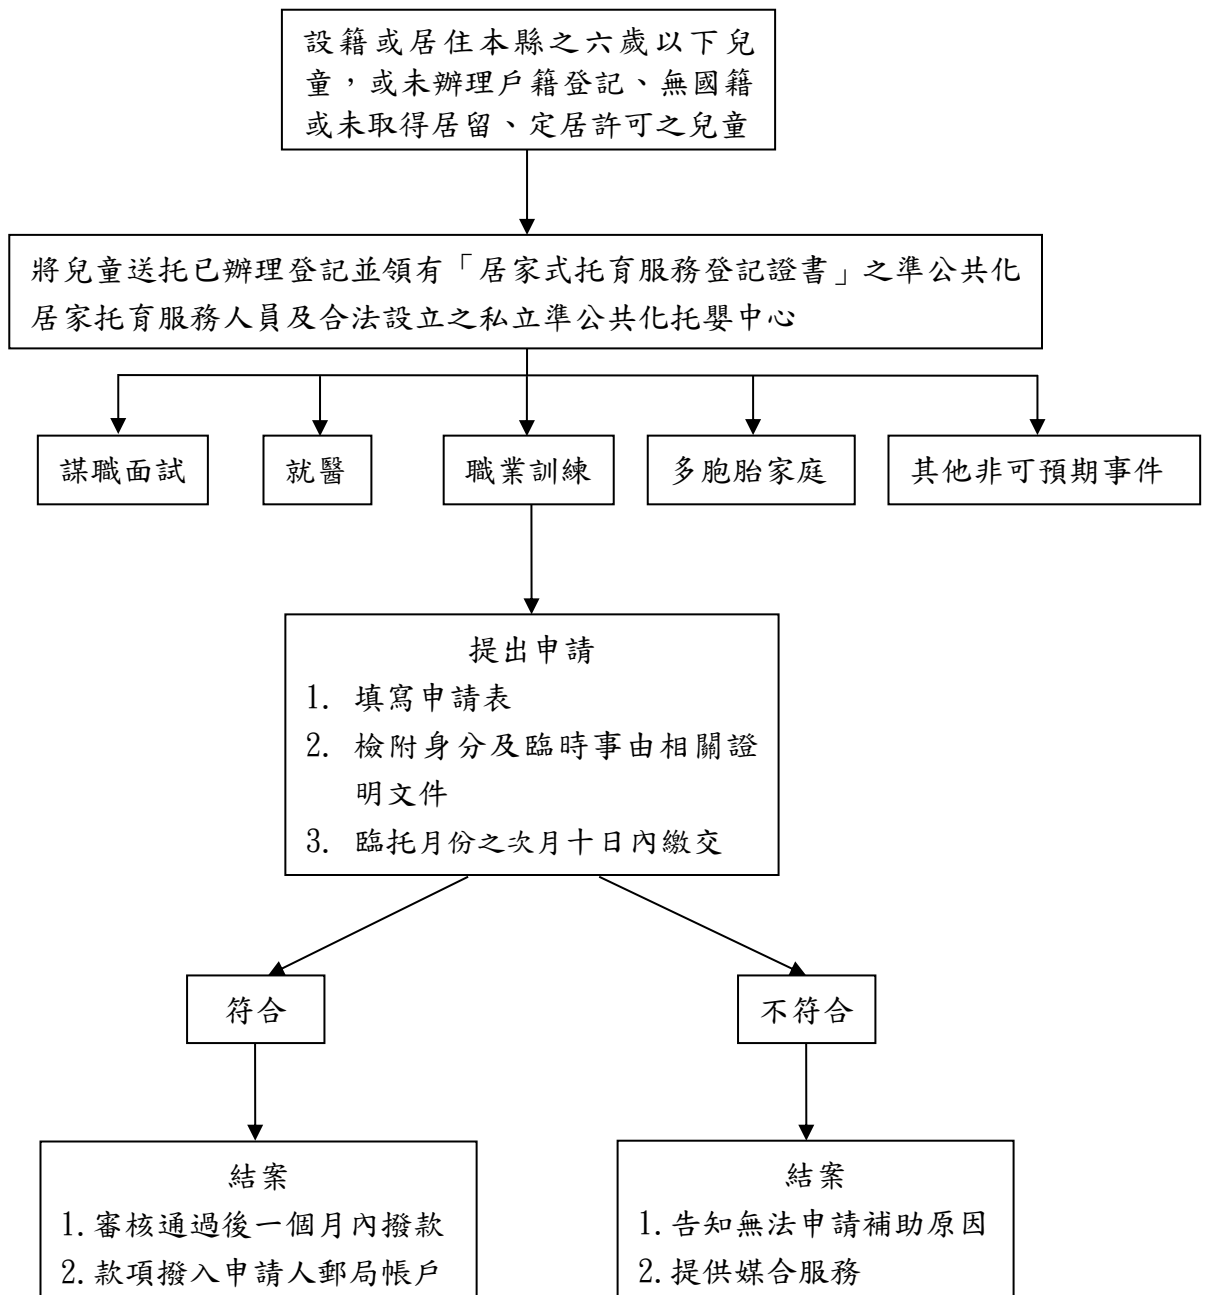 設籍或居住本縣之六歲以下兒
童，或未辦理戶籍登記、無國籍
或未取得居留、定居許可之兒童
將兒童送托已辦理登記並領有「居家式托育服務登記證書」之準公共化
居家托育服務人員及合法設立之私立準公共化托嬰中心
謀職面試
就醫
職業訓練
多胞胎家庭
其他非可預期事件
提出申請
1. 填寫申請表
2. 檢附身分及臨時事由相關證
明文件
3. 臨托月份之次月十日內繳交
符合
不符合
結案
1.審核通過後一個月內撥款
2.款項撥入申請人郵局帳戶
結案
1.告知無法申請補助原因
2.提供媒合服務